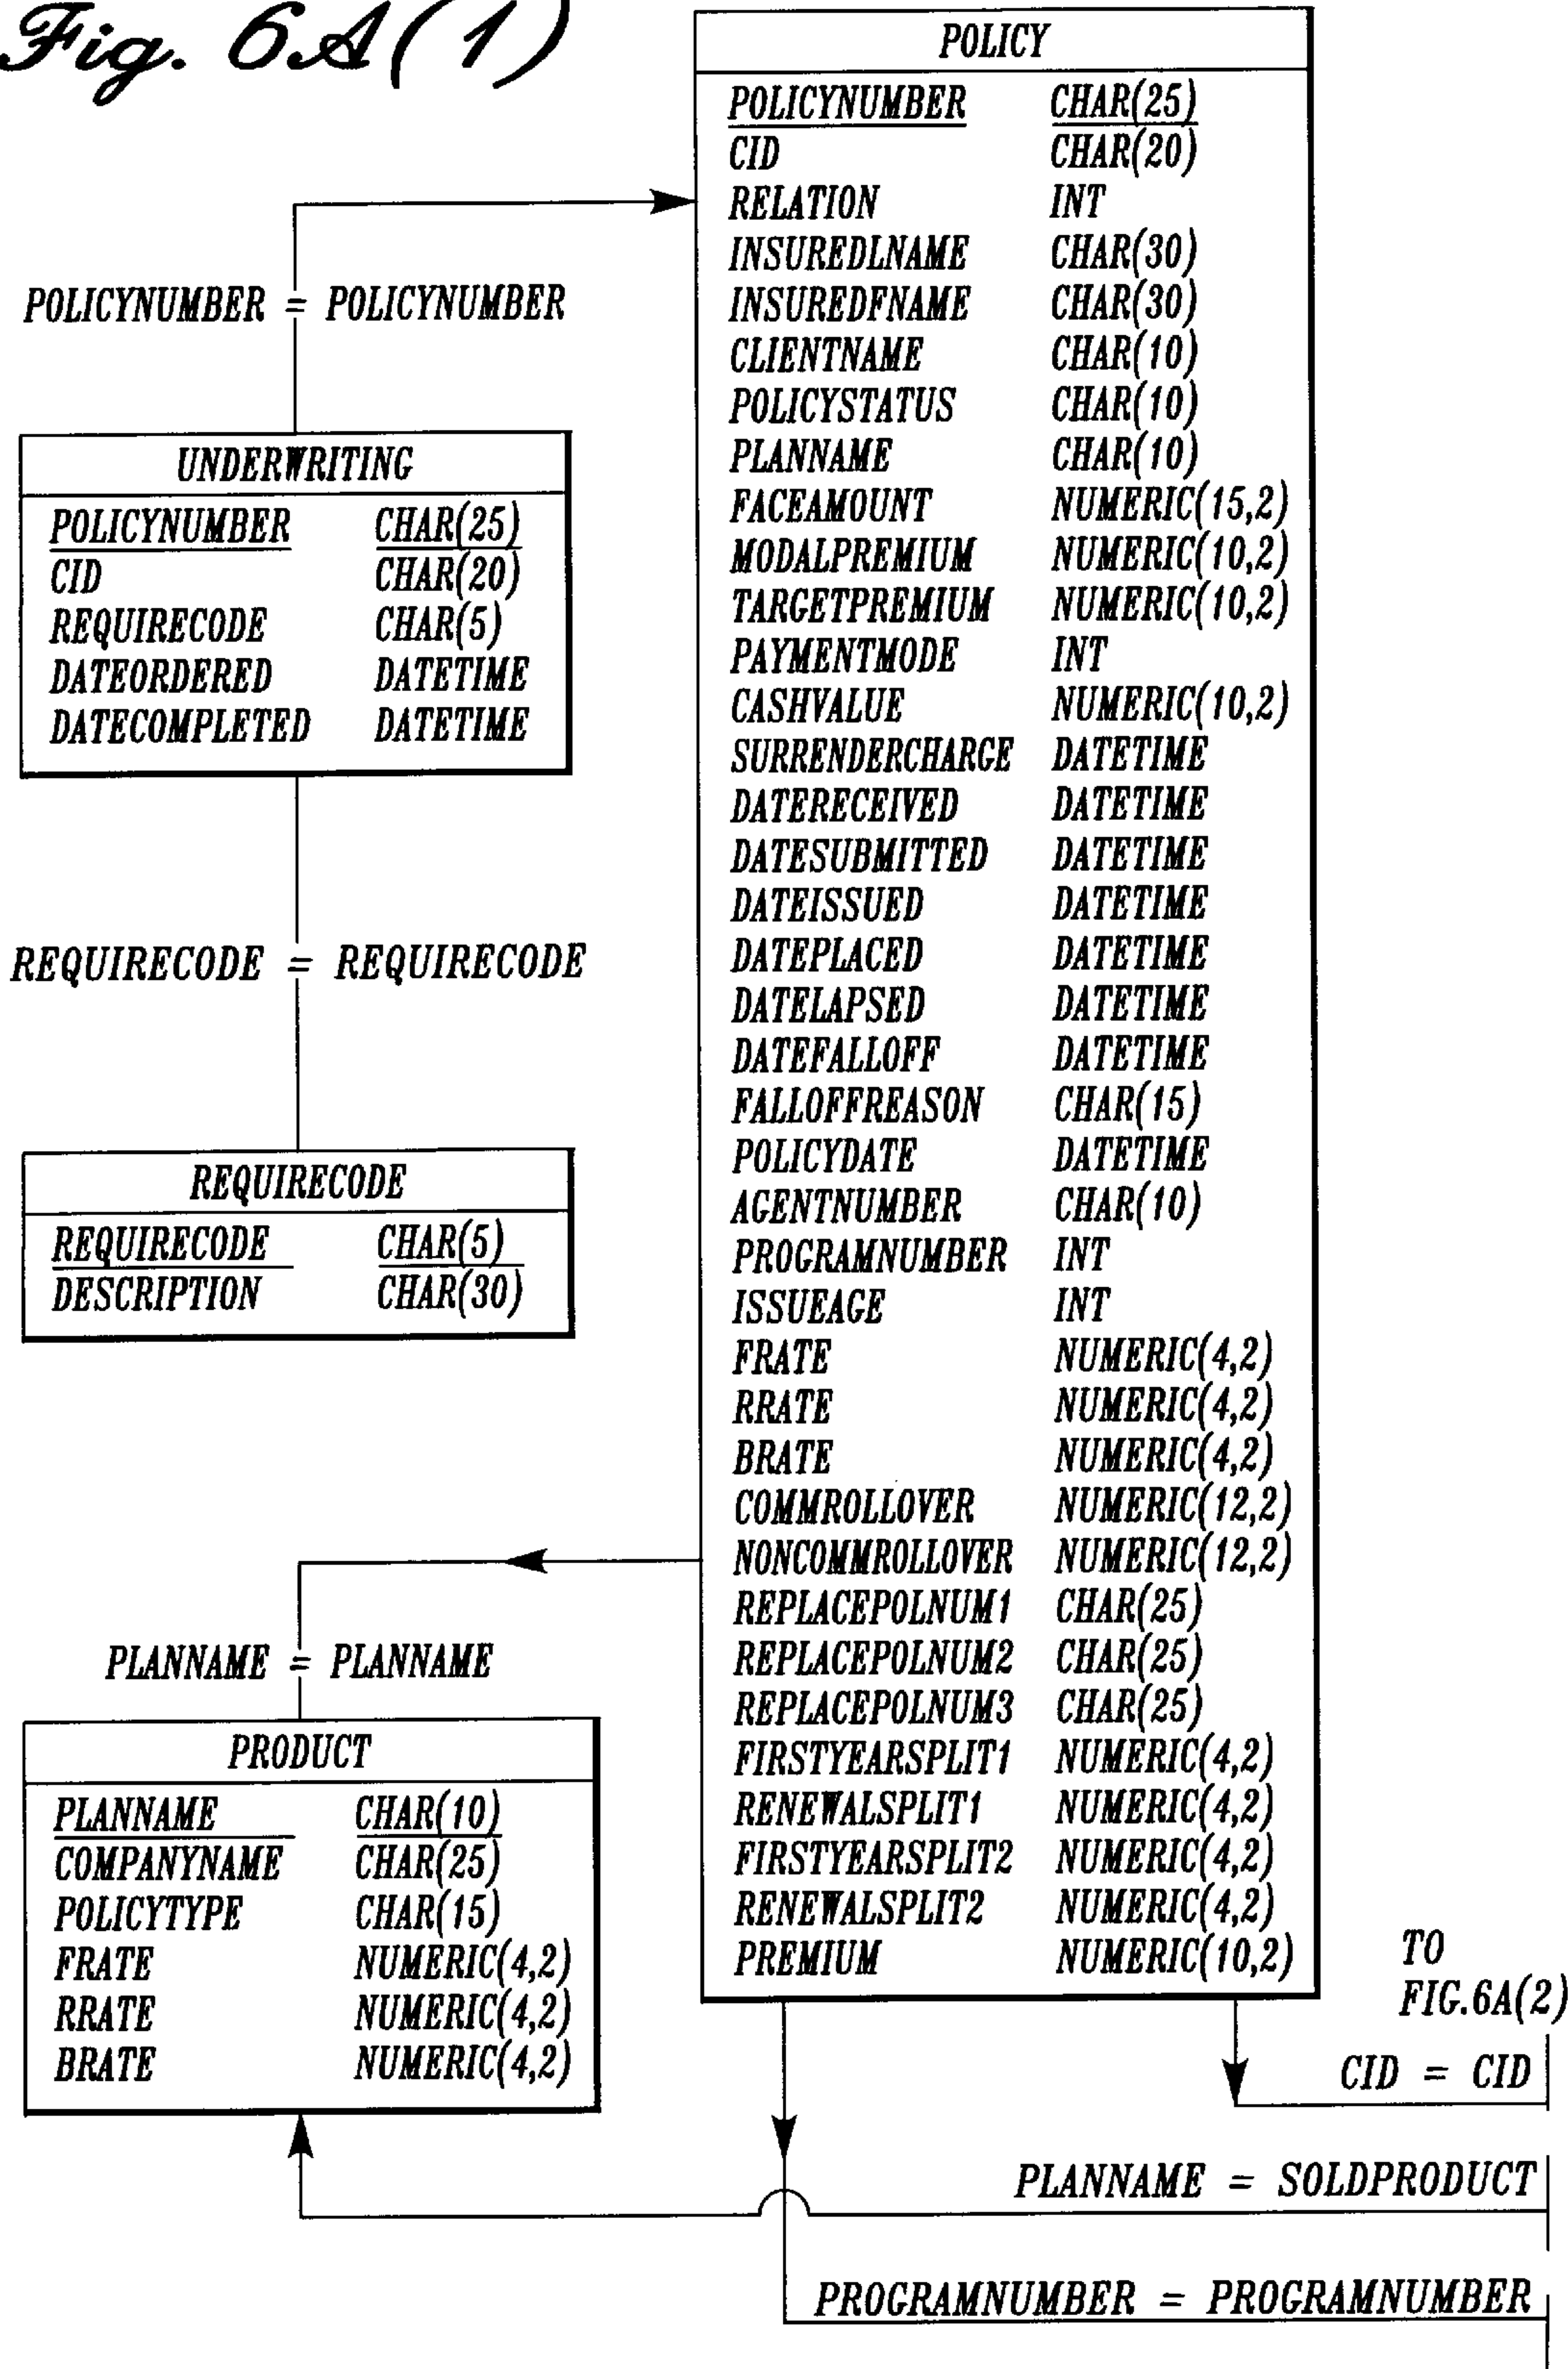 Fig. 6A(1)
POLICY
POLICYNUMBER CHAR(25)
CID CHAR(20)
RELATION INT
INSUREDLNAME CHAR(30)
INSUREDFNAME CHAR(30)
CLIENTNAME CHAR(10)
POLICYSTATUS CHAR(10)
PLANNAME CHAR(10)
FACEAMOUNT NUMERIC(15,2)
MODALPREMIUM NUMERIC(10,2)
TARGETPREMIUM NUMERIC(10,2)
PAYMENTMODE INT
CASHVALUE NUMERIC(10,2)
SURRENDERCHARGE DATETIME
DATERECEIVED DATETIME
DATESUBMITTED DATETIME
DATEISSUED DATETIME
DATEPLACED DATETIME
DATELAPSED DATETIME
DATEFALLOFF DATETIME
FALLOFFREASON CHAR(15)
POLICYDATE DATETIME
AGENTNUMBER CHAR(10)
PROGRAMNUMBER INT
ISSUEAGE INT
FRATE NUMERIC(4,2)
RRATE NUMERIC(4,2)
BRATE NUMERIC(4,2)
COMMROLLOVER NUMERIC(12,2)
NONCOMMROLLOVER NUMERIC(12,2)
REPLACEPOLNUM1 CHAR(25)
REPLACEPOLNUM2 CHAR(25)
REPLACEPOLNUM3 CHAR(25)
FIRSTYEARSPLIT1 NUMERIC(4,2)
RENEWALSPLIT1 NUMERIC(4,2)
FIRSTYEARSPLIT2 NUMERIC(4,2)
RENEWALSPLIT2 NUMERIC(4,2)
PREMIUM NUMERIC(10,2)
POLICYNUMBER = POLICYNUMBER
UNDERWRITING
POLICYNUMBER CHAR(25)
CID CHAR(20)
REQUIRECODE CHAR(5)
DATEORDERED DATETIME
DATECOMPLETED DATETIME
REQUIRECODE = REQUIRECODE
REQUIRECODE
REQUIRECODE CHAR(5)
DESCRIPTION CHAR(30)
PLANNAME = PLANNAME
PRODUCT
PLANNAME CHAR(10)
COMPANYNAME CHAR(25)
POLICYTYPE CHAR(15)
FRATE NUMERIC(4,2)
RRATE NUMERIC(4,2)
BRATE NUMERIC(4,2)
TO
FIG.6A(2)
CID = CID
PLANNAME = SOLDPRODUCT
PROGRAMNUMBER = PROGRAMNUMBER